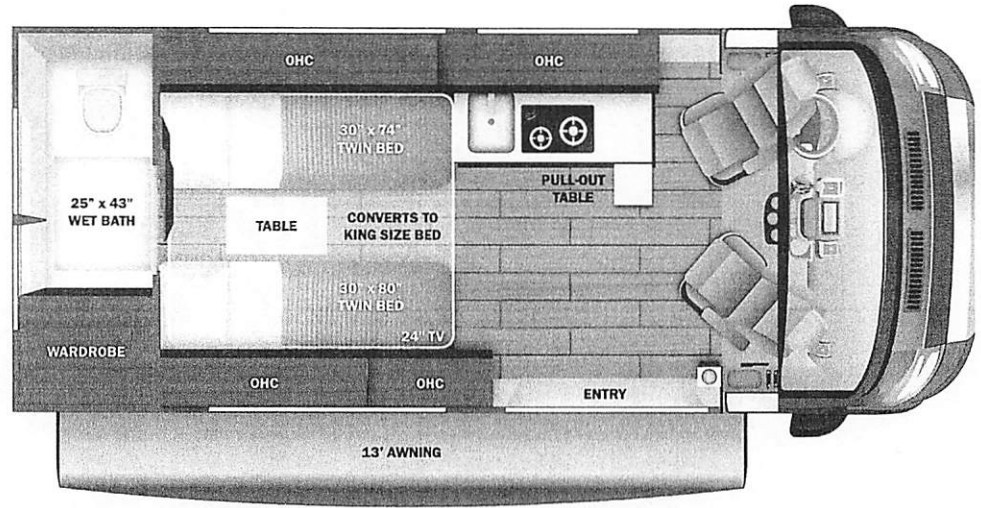 OHC
OHC
30" x 74"
TWIN BED
25" x 43"
WET BATH
PULL-OUT
TABLE
TABLE
CONVERTS TO
KING SIZE BED
30" x 80"
TWIN BED
24" TV
WARDROBE
OHC
OHC
ENTRY
13' AWNING